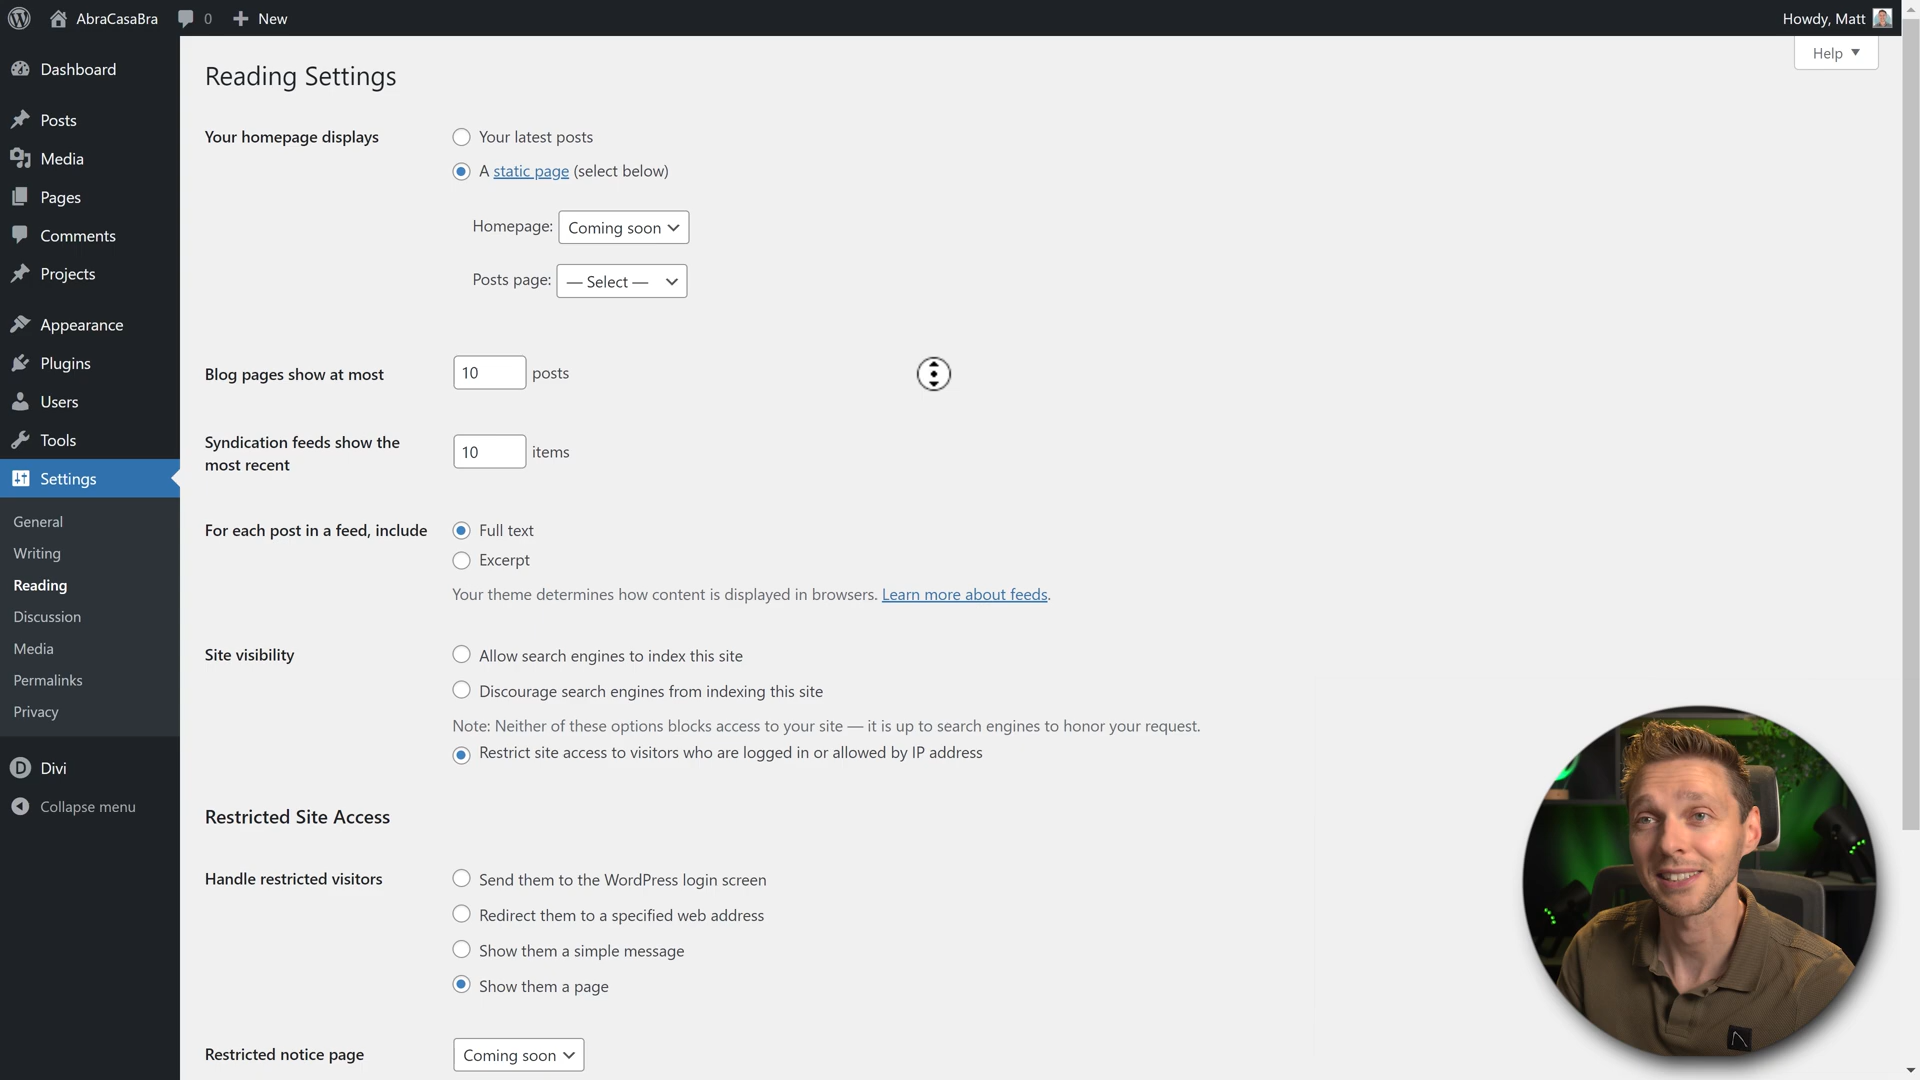 AbraCasaBra
0
New
Howdy, Matt
Help
Dashboard
Posts
Media
Pages
Comments
Projects
Appearance
Plugins
Users
Tools
Settings
General
Writing
Reading
Discussion
Media
Permalinks
Privacy
D Divi
Collapse menu
Reading Settings
Your homepage displays
Your latest posts
A static page (select below)
Homepage: Coming soon
Posts page: — Select —
Blog pages show at most
10 posts
Syndication feeds show the
most recent
10 items
For each post in a feed, include
Full text
Excerpt
Your theme determines how content is displayed in browsers. Learn more about feeds.
Site visibility
Allow search engines to index this site
Discourage search engines from indexing this site
Note: Neither of these options blocks access to your site — it is up to search engines to honor your request.
Restrict site access to visitors who are logged in or allowed by IP address
Restricted Site Access
Handle restricted visitors
Send them to the WordPress login screen
Redirect them to a specified web address
Show them a simple message
Show them a page
Restricted notice page
Coming soon